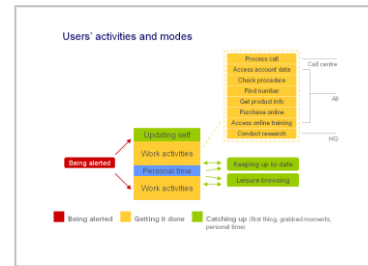 Users' activities and modes
Process call
Access account data
Check procedure
Find number
Get product info
Purchase online
Access online training
Conduct research
Call centre
All
HO
Updating self
Work activities
Personal time
Work activities
Being alerted
Keeping up to date
Leisure browsing
Being alerted
Getting it done
Catching up (first thing, grabbed moments,
personal time)